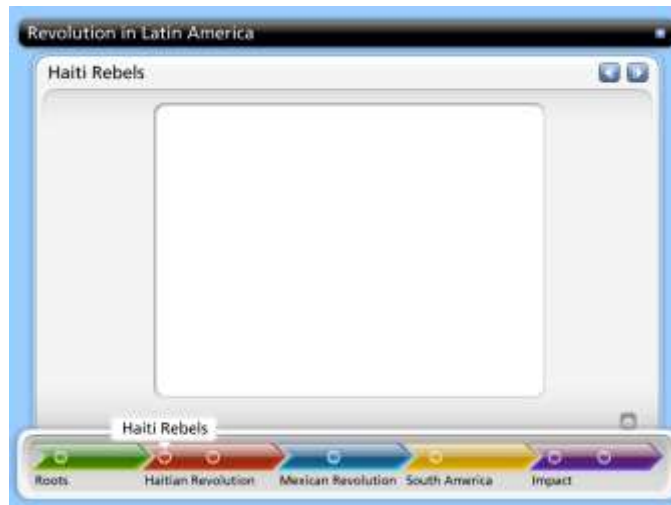 Revolution in Latin America
Haiti Rebels
Haiti Rebels
Roots
Haitian Revolution
Mexican Revolution
South America
Impact